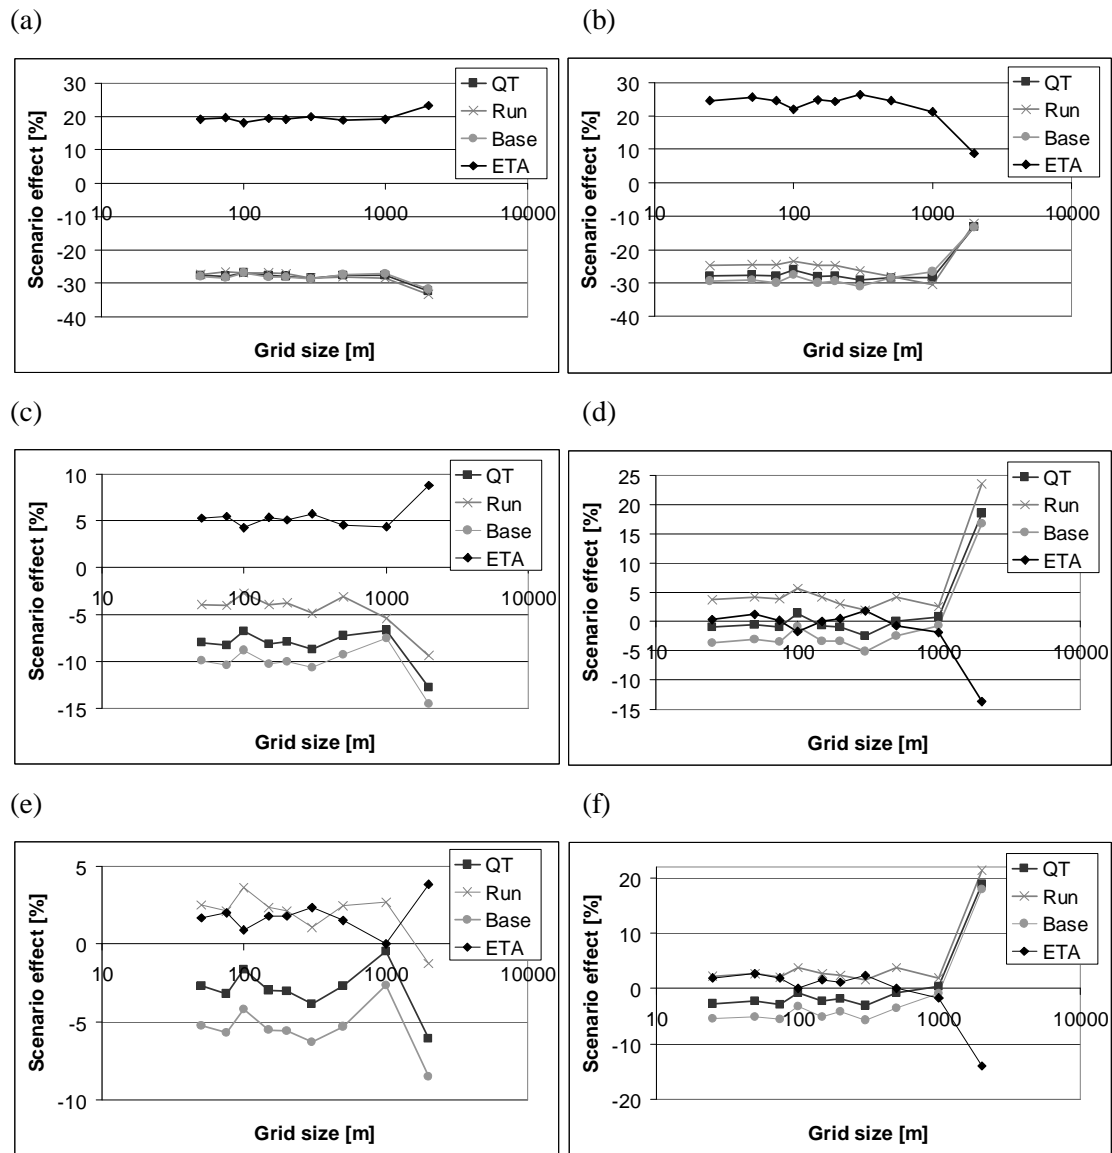 (a)
30
20
10
0
-10
-20
-30
-40
10
100
1000
10000
Scenario effect [%]
Grid size [m]
QT
Run
Base
ETA
(b)
30
20
10
0
-10
-20
-30
-40
10
100
1000
10000
Scenario effect [%]
Grid size [m]
QT
Run
Base
ETA
(c)
10
5
0
-5
-10
-15
10
100
1000
10000
Scenario effect [%]
Grid size [m]
QT
Run
Base
ETA
(d)
25
20
15
10
5
0
-5
-10
-15
10
100
1000
10000
Scenario effect [%]
Grid size [m]
QT
Run
Base
ETA
(e)
5
0
-5
-10
10
100
1000
10000
Scenario effect [%]
Grid size [m]
QT
Run
Base
ETA
(f)
20
10
0
-10
-20
10
100
1000
10000
Scenario effect [%]
Grid size [m]
QT
Run
Base
ETA